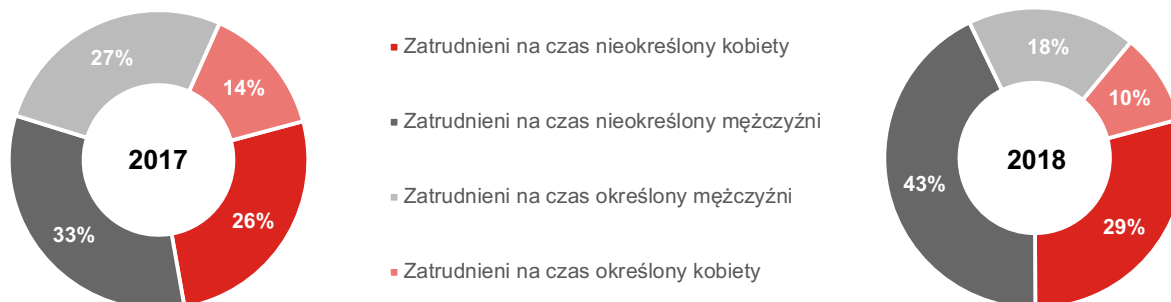 27%
14%
2017
33%
26%
Zatrudnieni na czas nieokreślony kobiety
Zatrudnieni na czas nieokreślony mężczyźni
Zatrudnieni na czas określony mężczyźni
Zatrudnieni na czas określony kobiety
18%
10%
2018
43%
29%